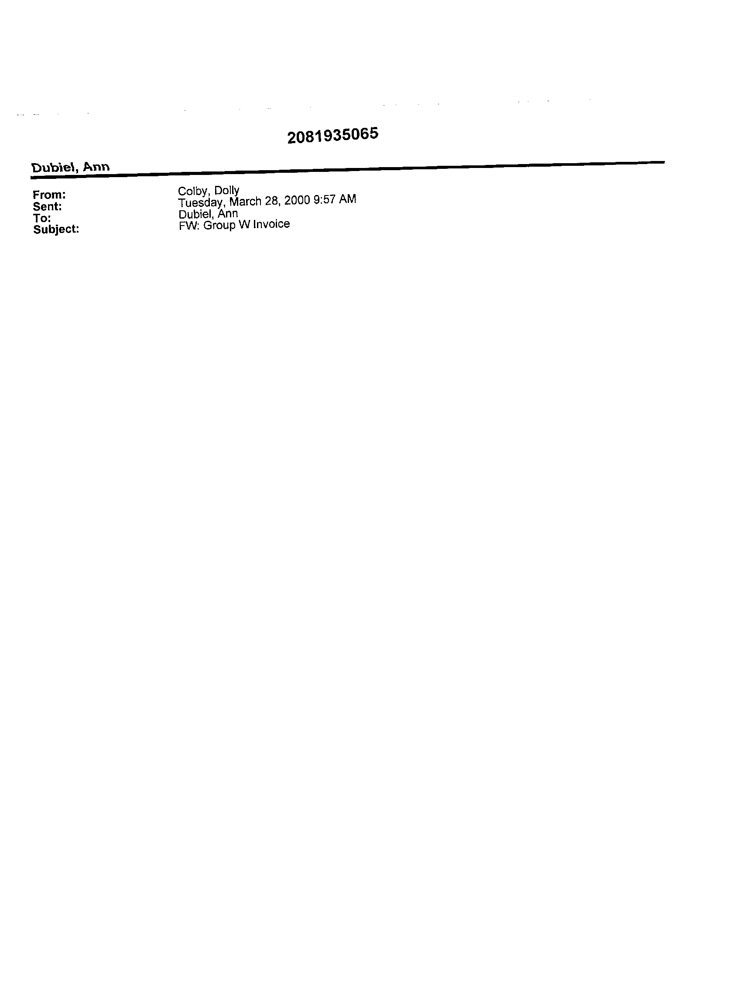 2081935065
Dubiel, Ann
From: Colby, Dolly
Sent: Tuesday, March 28, 2000 9:57 AM
To: Dubiel, Ann
Subject: FW: Group W Invoice